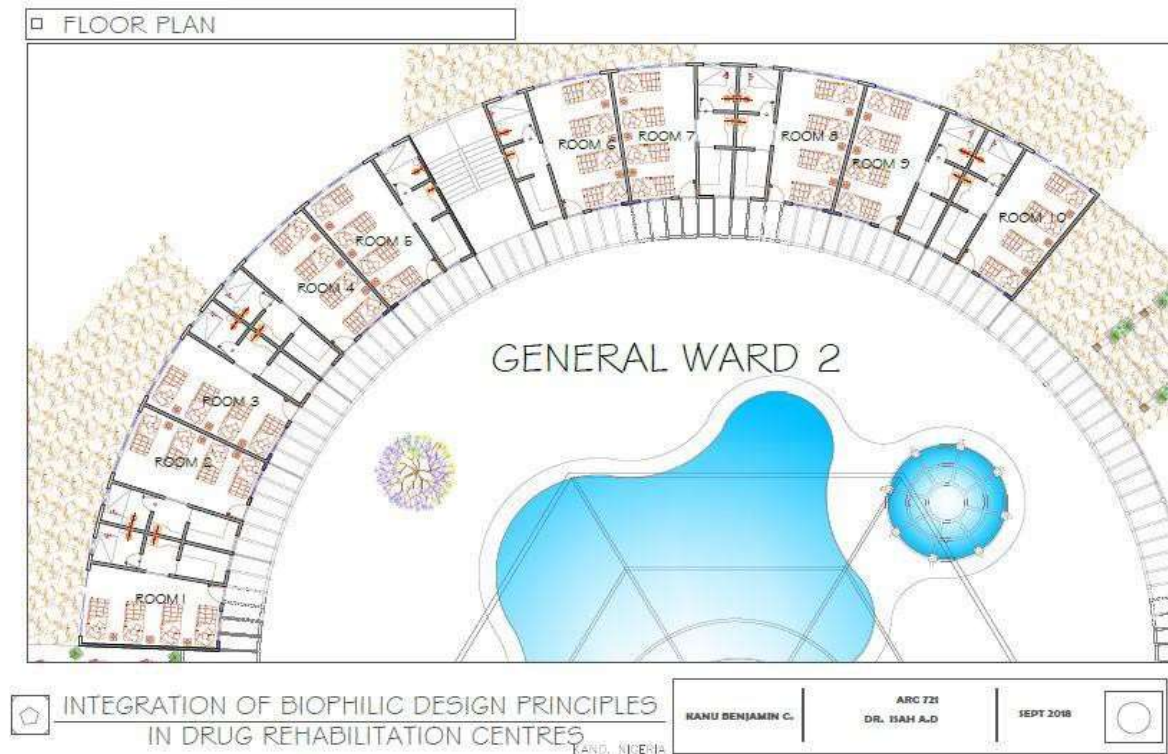 FLOOR PLAN
ROOM 6
ROOM 7
ROOM 8
ROOM 9
ROOM 10
ROOM 5
ROOM 4
ROOM 3
ROOM 2
ROOM 1
GENERAL WARD 2
INTEGRATION OF BIOPHILIC DESIGN PRINCIPLES
IN DRUG REHABILITATION CENTRES
KANO, NIGERIA
KANU BENJAMIN C.
ARC 721
DR. ISAH A.D
SEPT 2018